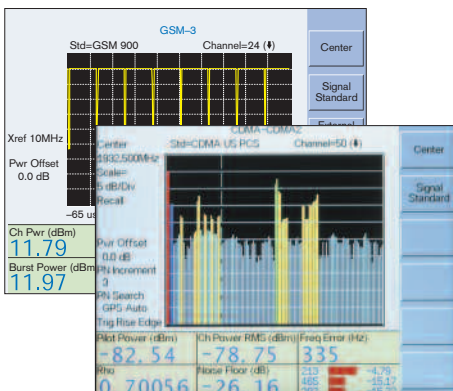 GSM–3
Std=GSM 900 Channel=24 (⬇)
Center
Signal
Standard
External
Xref 10MHz
Pwr Offset
0.0 dB
–65 us
Ch Pwr (dBm)
11.79
Burst Power (dBm)
11.97
CDMA-CDMA2
Center Std=CDMA US PCS Channel=50 (⬇)
1932.500MHz
Scale=
5 dB/Div
Recall
Pwr Offset
0.0 dB
PN Increment
3
PN Search
GPS Auto
Trig Rise Edge
Center
Signal
Standard
Pilot Power (dBm) Ch Power RMS (dBm) Freq Error (Hz)
-82.54 -78.75 335
Rho Noise Floor (dB)
0.70056 -26.16
213 -4.79
465 -15.17